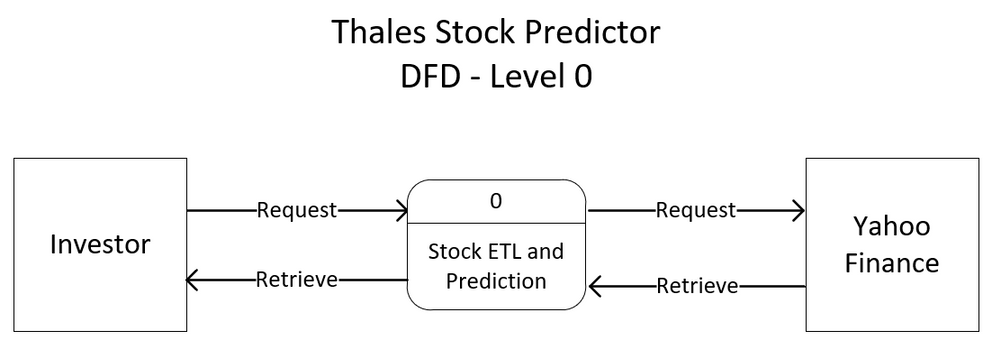 Thales Stock Predictor
DFD - Level 0
Investor
Request
Retrieve
0
Stock ETL and
Prediction
Request
Retrieve
Yahoo
Finance